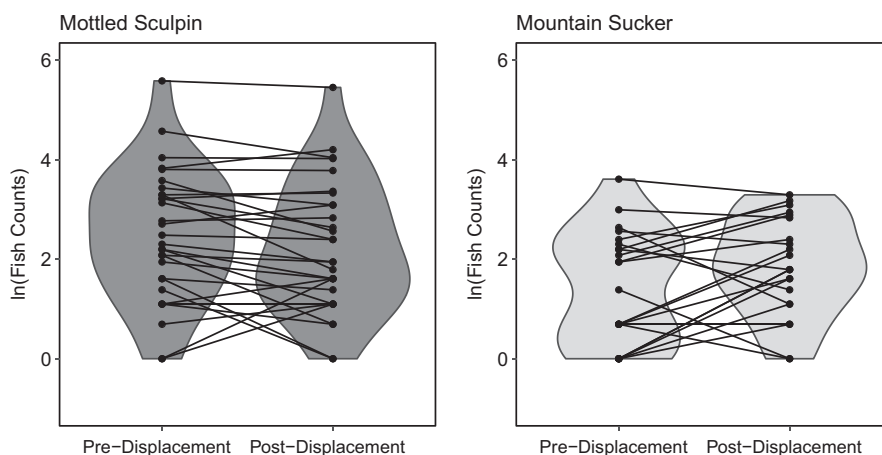 Mottled Sculpin
6
4
2
0
ln(Fish Counts)
Pre−Displacement Post−Displacement
Mountain Sucker
6
4
2
0
ln(Fish Counts)
Pre−Displacement Post−Displacement